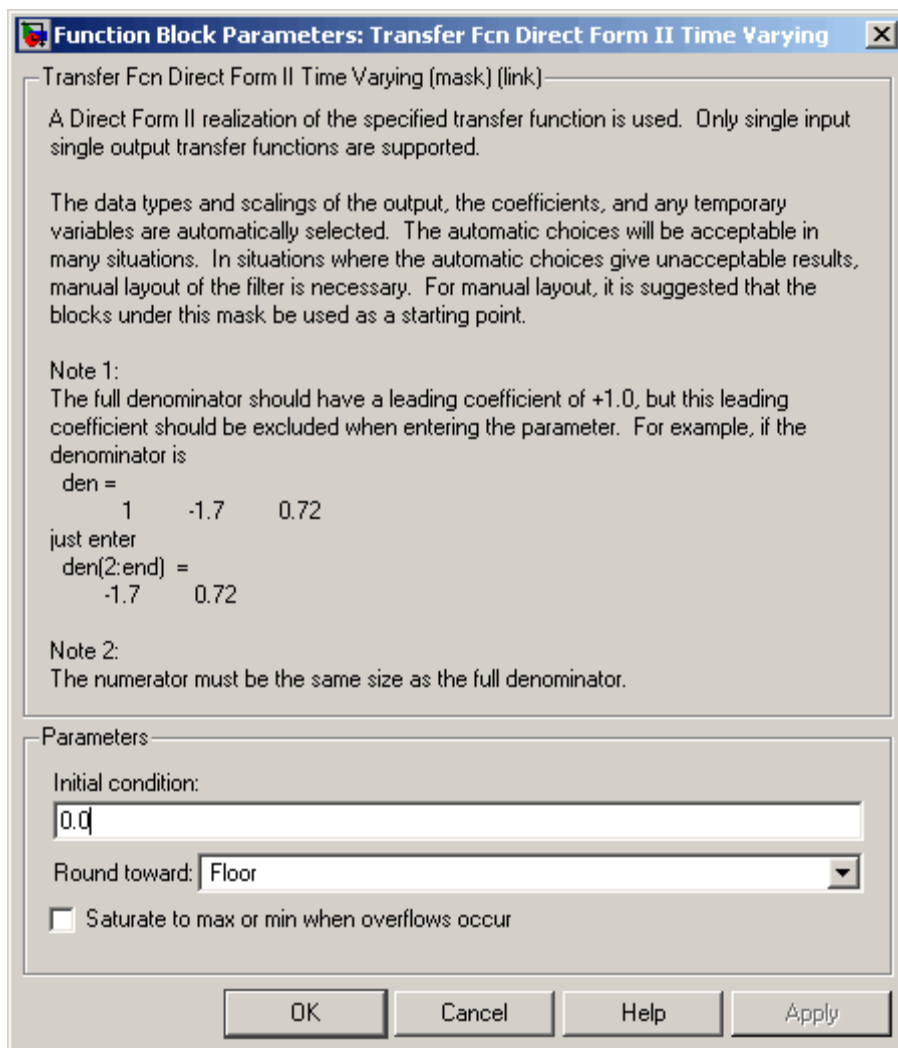 Function Block Parameters: Transfer Fcn Direct Form II Time Varying
Transfer Fcn Direct Form II Time Varying (mask) (link)
A Direct Form II realization of the specified transfer function is used.  Only single input
single output transfer functions are supported.
The data types and scalings of the output, the coefficients, and any temporary
variables are automatically selected.  The automatic choices will be acceptable in
many situations.  In situations where the automatic choices give unacceptable results,
manual layout of the filter is necessary.  For manual layout, it is suggested that the
blocks under this mask be used as a starting point.
Note 1:
The full denominator should have a leading coefficient of +1.0, but this leading
coefficient should be excluded when entering the parameter.  For example, if the
denominator is
den =
1 -1.7 0.72
just enter
den(2:end) =
-1.7 0.72
Note 2:
The numerator must be the same size as the full denominator.
Parameters
Initial condition:
0.0
Round toward: Floor
Saturate to max or min when overflows occur
OK Cancel Help Apply